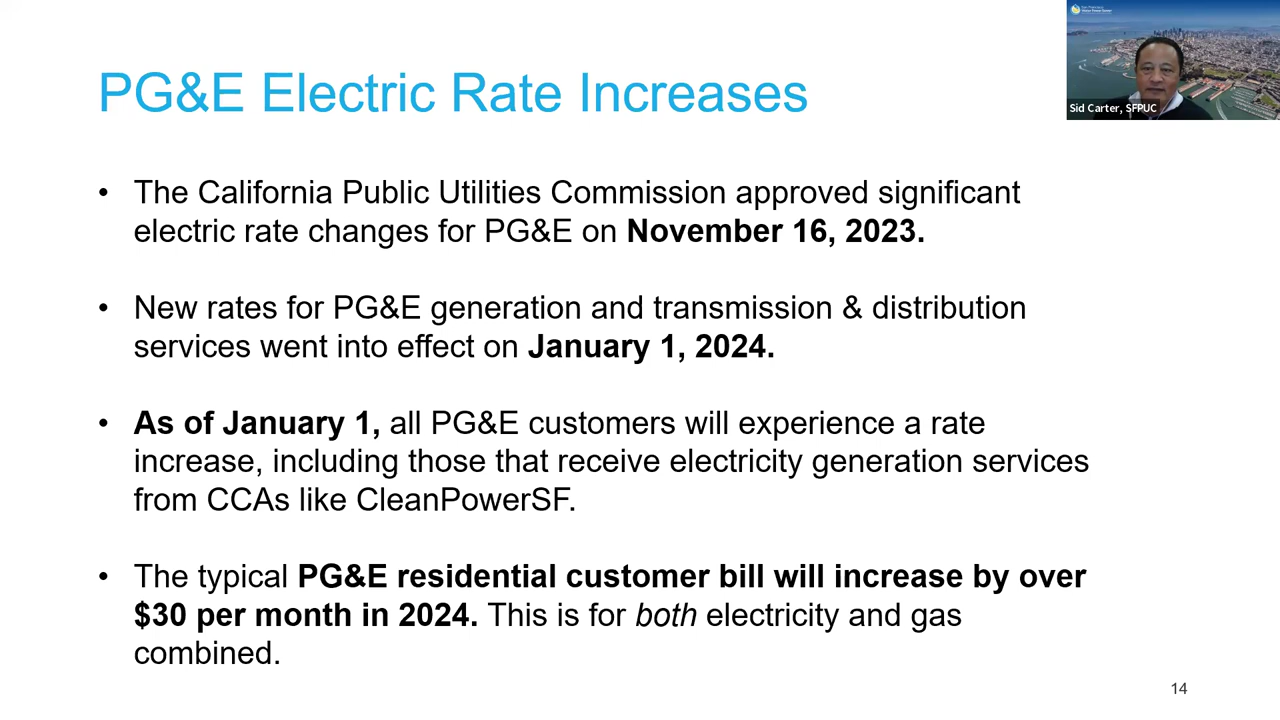 PG&E Electric Rate Increases
Sid Carter, SFPUC
• The California Public Utilities Commission approved significant
electric rate changes for PG&E on November 16, 2023.
• New rates for PG&E generation and transmission & distribution
services went into effect on January 1, 2024.
• As of January 1, all PG&E customers will experience a rate
increase, including those that receive electricity generation services
from CCAs like CleanPowerSF.
• The typical PG&E residential customer bill will increase by over
$30 per month in 2024. This is for both electricity and gas
combined.
14